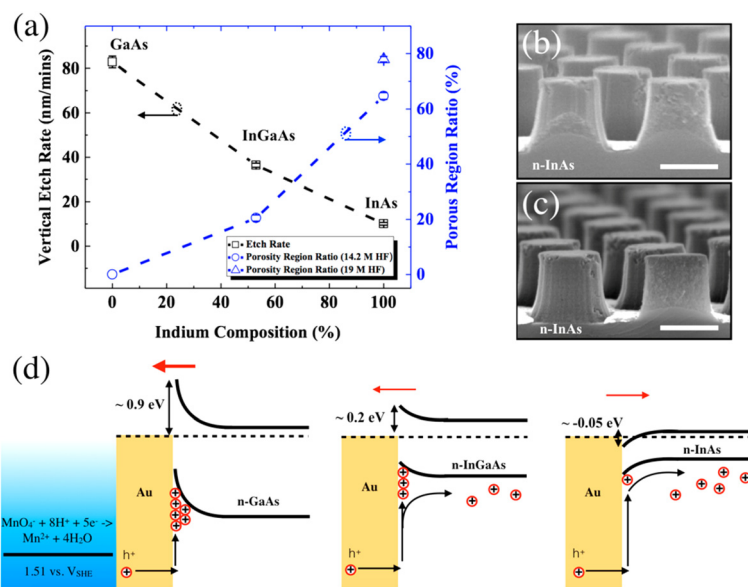 (a)
GaAs
InGaAs
InAs
Vertical Etch Rate (nm/mins)
80
60
40
20
10
0
Porous Region Ratio (%)
80
60
40
20
0
Etch Rate
Porosity Region Ratio (14.2 M HF)
Porosity Region Ratio (19 M HF)
0 20 40 60 80 100
Indium Composition (%)
(b)
n-InAs
(c)
n-InAs
(d)
~ 0.9 eV
~ 0.2 eV
~ -0.05 eV
n-GaAs
n-InGaAs
n-InAs
Au
Au
Au
MnO₄⁻ + 8H⁺ + 5e⁻ ->
Mn²⁺ + 4H₂O
1.51 vs. V_SHE
h⁺
h⁺
h⁺